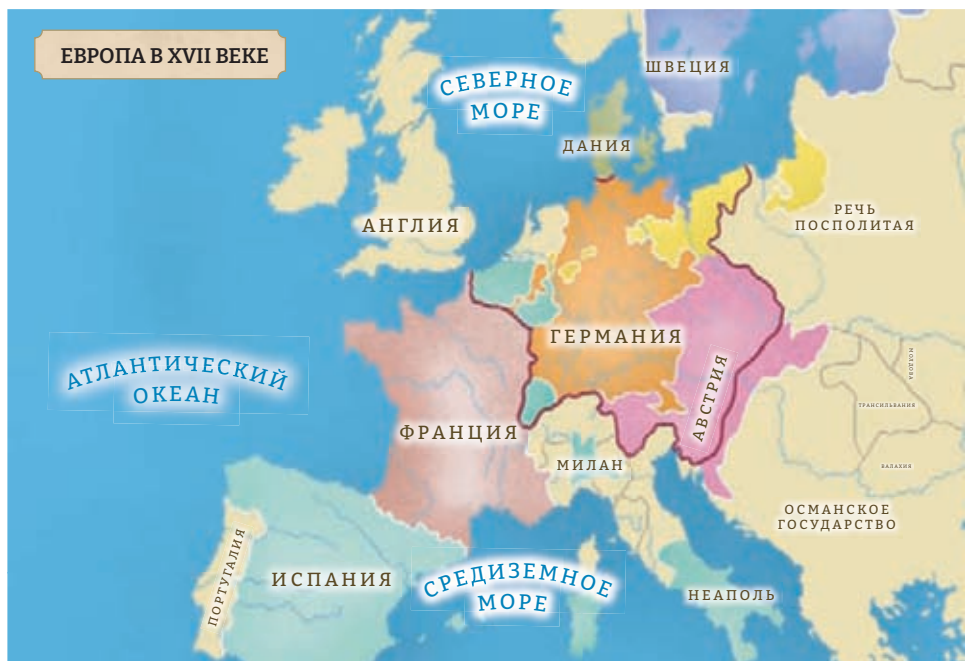 ЕВРОПА В XVII ВЕКЕ
ШВЕЦИЯ
СЕВЕРНОЕ
МОРЕ
ДАНИЯ
АНГЛИЯ
РЕЧЬ
ПОСПОЛИТАЯ
ГЕРМАНИЯ
АТЛАНТИЧЕСКИЙ
ОКЕАН
АВСТРИЯ
МОЛДОВА
ТРАНСИЛЬВАНИЯ
ФРАНЦИЯ
МИЛАН
ВАЛАХИЯ
ОСМАНСКОЕ
ГОСУДАРСТВО
ПОРТУГАЛИЯ
ИСПАНИЯ
СРЕДИЗЕМНОЕ
МОРЕ
НЕАПОЛЬ